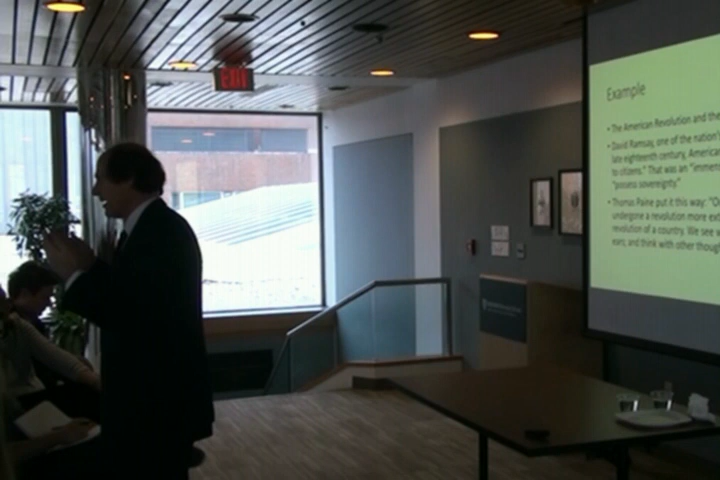 EXIT
Example
• The American Revolution and the
• David Ramsay, one of the nation
late eighteenth century, American
to citizens." That was an "immens
"possess sovereignty."
• Thomas Paine put it this way: "O
undergone a revolution more ex
revolution of a country. We see w
ears; and think with other thoug